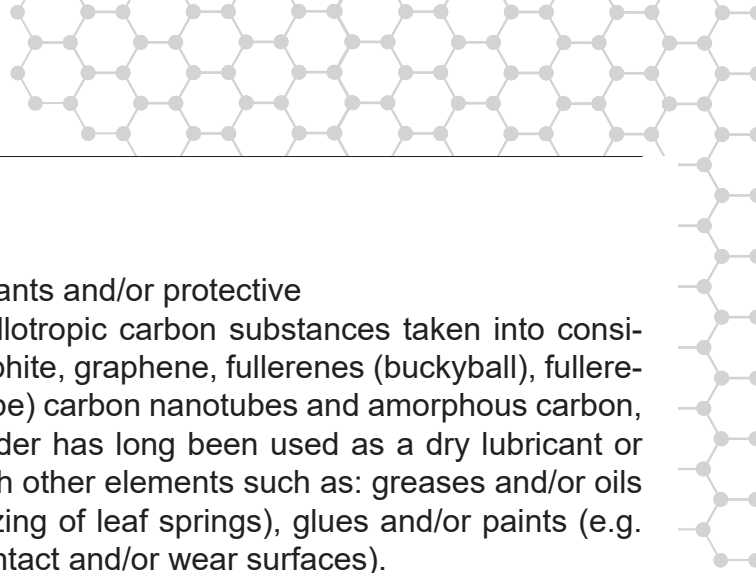 ants and/or protective
llotropic carbon substances taken into consi-
phite, graphene, fullerenes (buckyball), fullere-
be) carbon nanotubes and amorphous carbon,
der has long been used as a dry lubricant or
h other elements such as: greases and/or oils
zing of leaf springs), glues and/or paints (e.g.
ntact and/or wear surfaces).